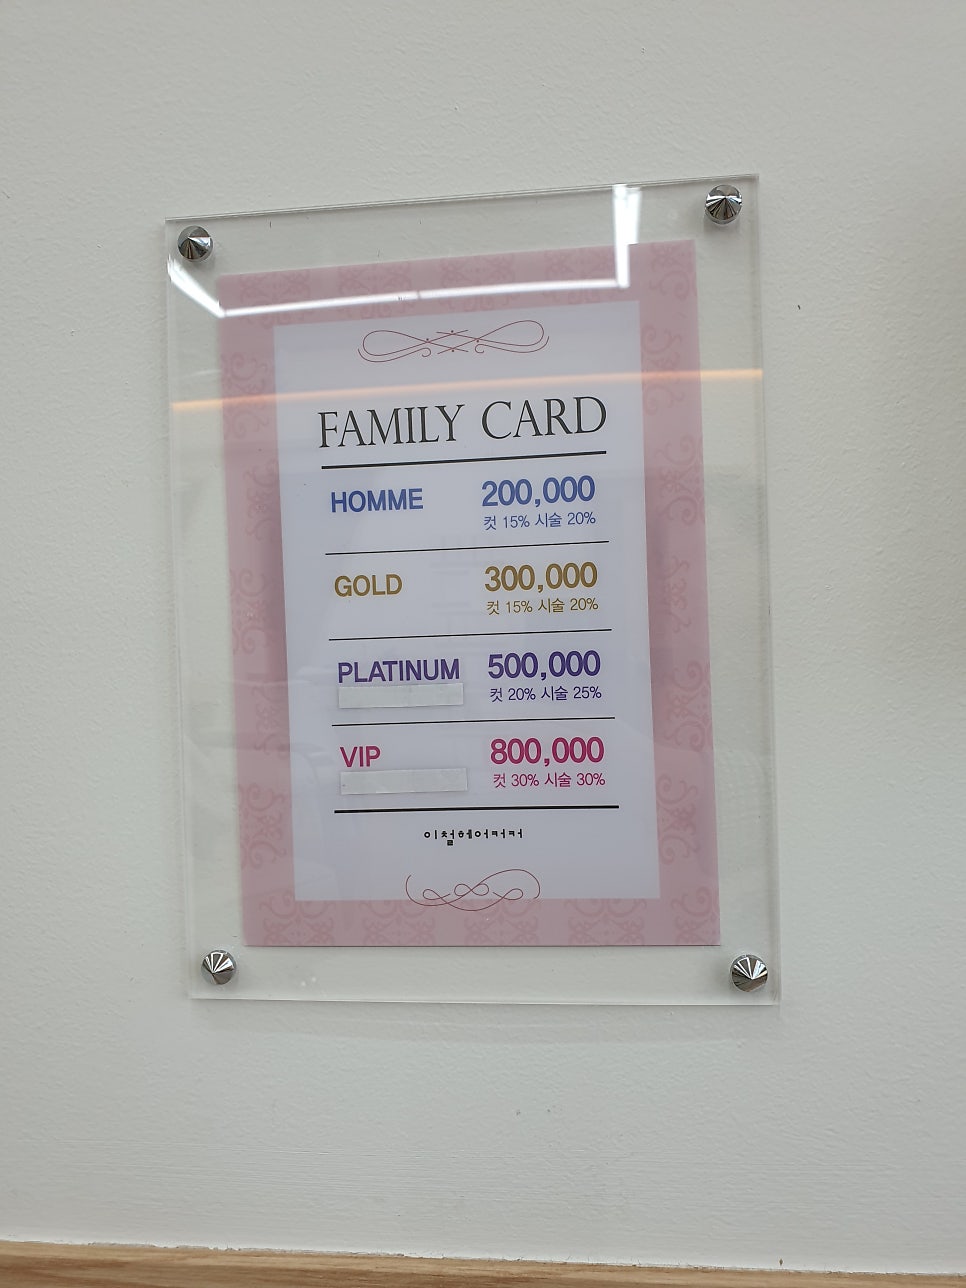 FAMILY CARD
HOMME 200,000
컷 15% 시술 20%
GOLD 300,000
컷 15% 시술 20%
PLATINUM 500,000
컷 20% 시술 25%
VIP 800,000
컷 30% 시술 30%
이철헤어커커